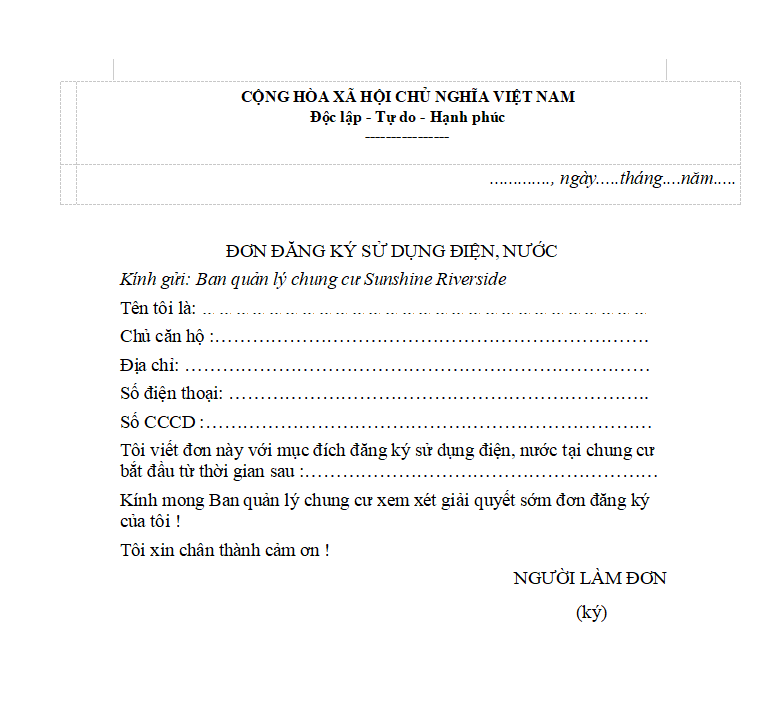 CỘNG HÒA XÃ HỘI CHỦ NGHĨA VIỆT NAM
Độc lập - Tự do - Hạnh phúc
----------------
............, ngày.....tháng....năm.....
ĐƠN ĐĂNG KÝ SỬ DỤNG ĐIỆN, NƯỚC
Kính gửi: Ban quản lý chung cư Sunshine Riverside
Tên tôi là: … … … … … … … … … … … … … … … … … … … …
Chủ căn hộ :……………………………………………………………
Địa chỉ: …………………………………………………………………
Số điện thoại: …………………………………………………………..
Số CCCD :………………………………………………………………
Tôi viết đơn này với mục đích đăng ký sử dụng điện, nước tại chung cư
bắt đầu từ thời gian sau :…………………………………………………
Kính mong Ban quản lý chung cư xem xét giải quyết sớm đơn đăng ký
của tôi !
Tôi xin chân thành cảm ơn !
NGƯỜI LÀM ĐƠN
(ký)